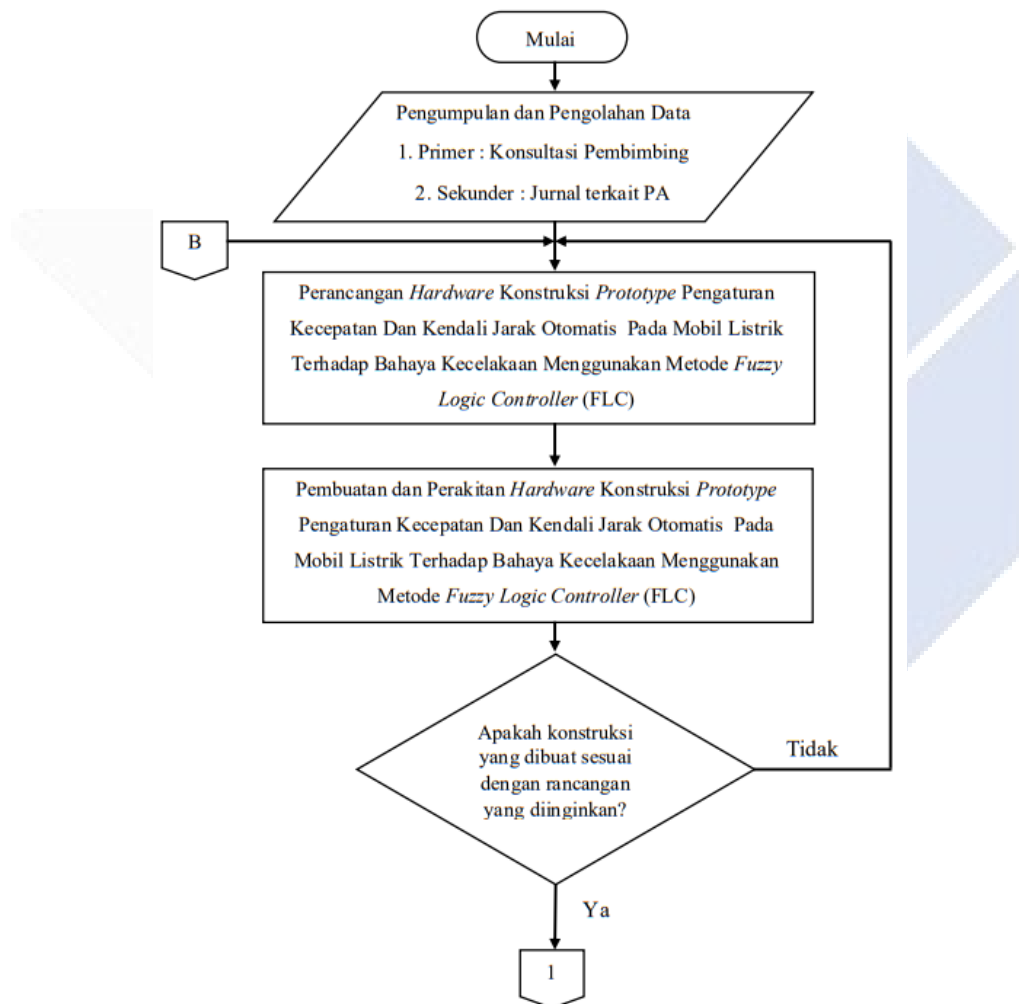 Mulai
Pengumpulan dan Pengolahan Data
1. Primer : Konsultasi Pembimbing
2. Sekunder : Jurnal terkait PA
B
Perancangan Hardware Konstruksi Prototype Pengaturan
Kecepatan Dan Kendali Jarak Otomatis Pada Mobil Listrik
Terhadap Bahaya Kecelakaan Menggunakan Metode Fuzzy
Logic Controller (FLC)
Pembuatan dan Perakitan Hardware Konstruksi Prototype
Pengaturan Kecepatan Dan Kendali Jarak Otomatis Pada
Mobil Listrik Terhadap Bahaya Kecelakaan Menggunakan
Metode Fuzzy Logic Controller (FLC)
Apakah konstruksi
yang dibuat sesuai
dengan rancangan
yang diinginkan?
Tidak
Ya
1